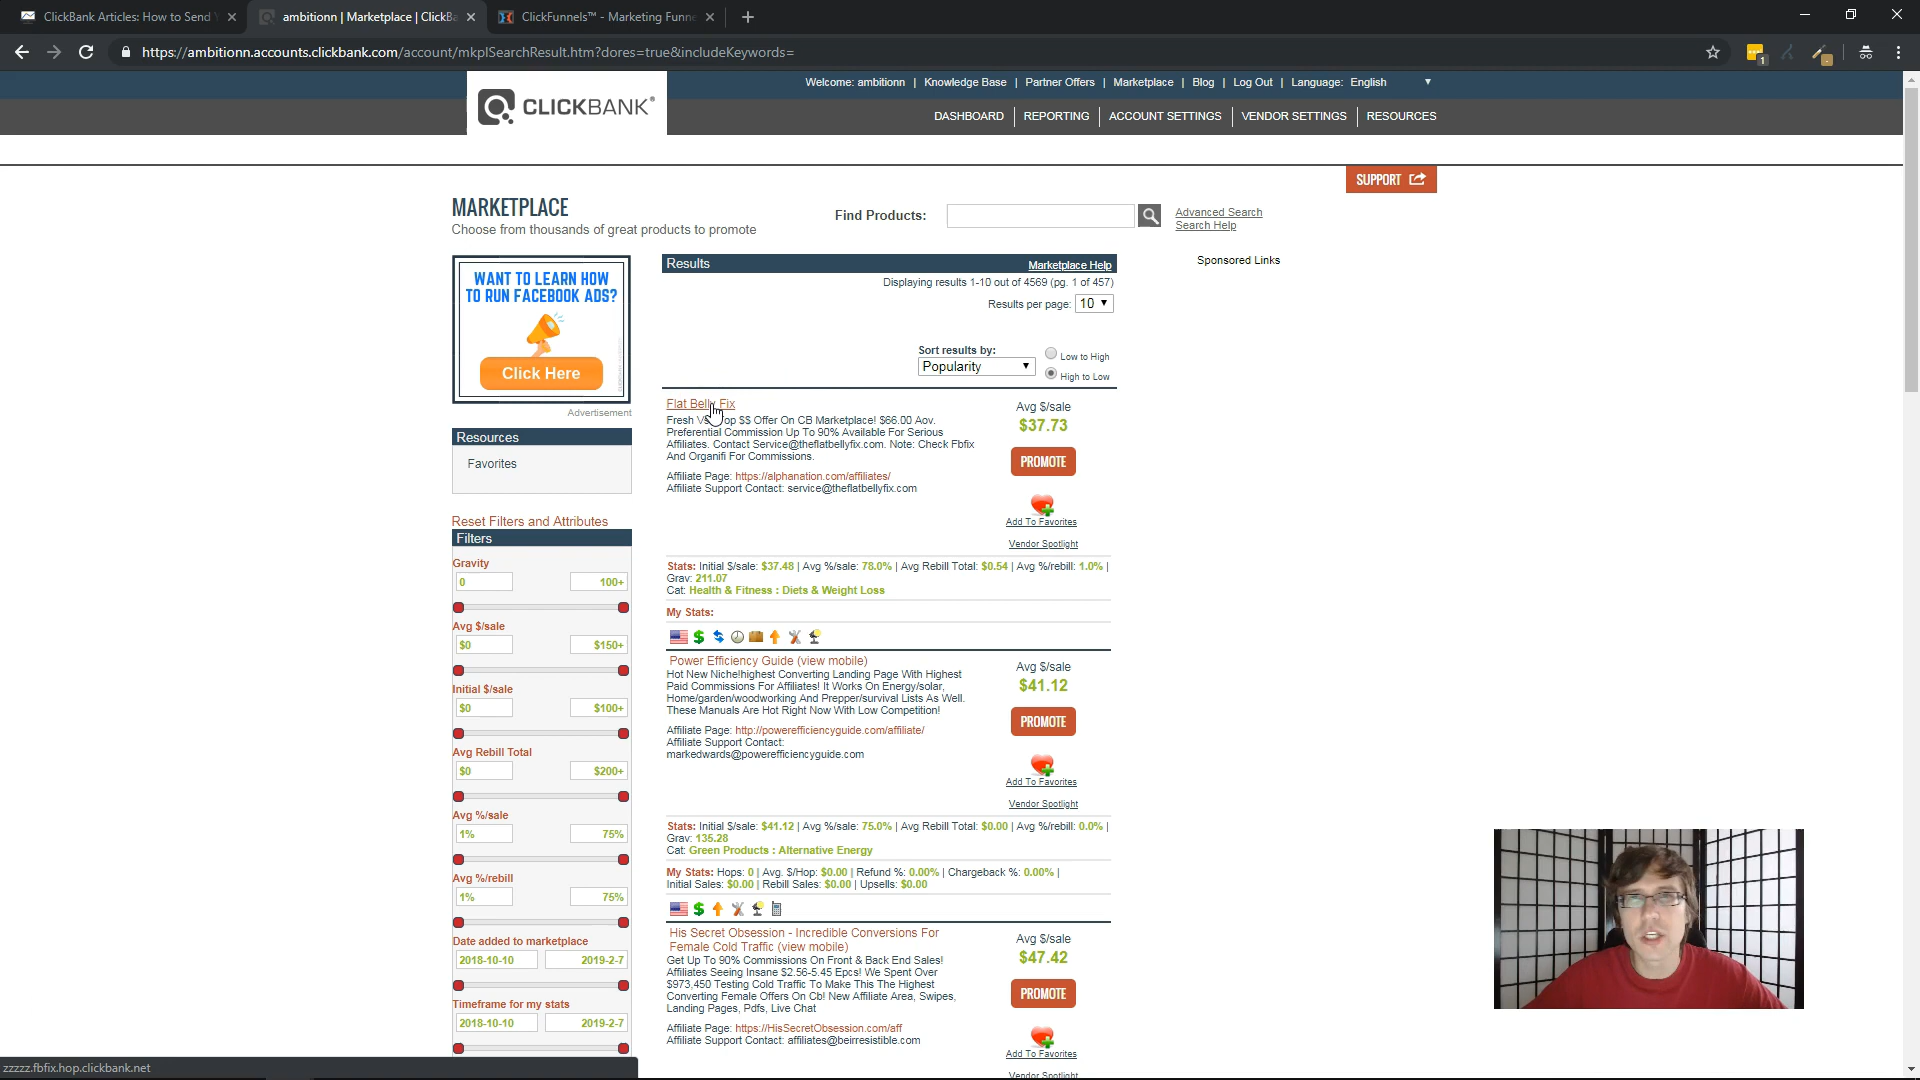 ClickBank Articles: How to Send
ambitionn | Marketplace | ClickBa
ClickFunnels™ - Marketing Funne
https://ambitionn.accounts.clickbank.com/account/mkplSearchResult.htm?dores=true&includeKeywords=
Welcome: ambitionn | Knowledge Base | Partner Offers | Marketplace | Blog | Log Out | Language: English
CLICKBANK
DASHBOARD | REPORTING | ACCOUNT SETTINGS | VENDOR SETTINGS | RESOURCES
SUPPORT
MARKETPLACE
Choose from thousands of great products to promote
Find Products:
Advanced Search
Search Help
WANT TO LEARN HOW
TO RUN FACEBOOK ADS?
Click Here
Advertisement
Resources
Favorites
Reset Filters and Attributes
Filters
Gravity
0 100+
Avg $/sale
$0 $150+
Initial $/sale
$0 $100+
Avg Rebill Total
$0 $200+
Avg %/sale
1% 75%
Avg %/rebill
1% 75%
Date added to marketplace
2018-10-10 2019-2-7
Timeframe for my stats
2018-10-10 2019-2-7
Results Marketplace Help
Displaying results 1-10 out of 4569 (pg. 1 of 457)
Results per page: 10
Sort results by:
Popularity
Low to High
High to Low
Flat Belly Fix
Fresh op $$ Offer On CB Marketplace! $66.00 Aov.
Preferential Commission Up To 90% Available For Serious
Affiliates. Contact Service@theflatbellyfix.com. Note: Check Fbfix
And Organifi For Commissions.
Affiliate Page: https://alphanation.com/affiliates/
Affiliate Support Contact: service@theflatbellyfix.com
Avg $/sale
$37.73
PROMOTE
Add To Favorites
Vendor Spotlight
Stats: Initial $/sale: $37.48 | Avg %/sale: 78.0% | Avg Rebill Total: $0.54 | Avg %/rebill: 1.0% |
Grav: 211.07
Cat: Health & Fitness : Diets & Weight Loss
My Stats:
Power Efficiency Guide (view mobile)
Hot New Niche!highest Converting Landing Page With Highest
Paid Commissions For Affiliates! It Works On Energy/solar,
Home/garden/woodworking And Prepper/survival Lists As Well.
These Manuals Are Hot Right Now With Low Competition!
Affiliate Page: http://powerefficiencyguide.com/affiliate/
Affiliate Support Contact:
markedwards@powerefficiencyguide.com
Avg $/sale
$41.12
PROMOTE
Add To Favorites
Vendor Spotlight
Stats: Initial $/sale: $41.12 | Avg %/sale: 75.0% | Avg Rebill Total: $0.00 | Avg %/rebill: 0.0% |
Grav: 135.28
Cat: Green Products : Alternative Energy
My Stats: Hops: 0 | Avg. $/Hop: $0.00 | Refund %: 0.00% | Chargeback %: 0.00% |
Initial Sales: $0.00 | Rebill Sales: $0.00 | Upsells: $0.00
His Secret Obsession - Incredible Conversions For
Female Cold Traffic (view mobile)
Get Up To 90% Commissions On Front & Back End Sales!
Affiliates Seeing Insane $2.56-5.45 Epcs! We Spent Over
$973,450 Testing Cold Traffic To Make This The Highest
Converting Female Offers On Cb! New Affiliate Area, Swipes,
Landing Pages, Pdfs, Live Chat
Affiliate Page: https://HisSecretObsession.com/aff
Affiliate Support Contact: affiliates@beirresistible.com
Avg $/sale
$47.42
PROMOTE
Add To Favorites
Vendor Spotlight
Sponsored Links
zzzzz.fbfix.hop.clickbank.net